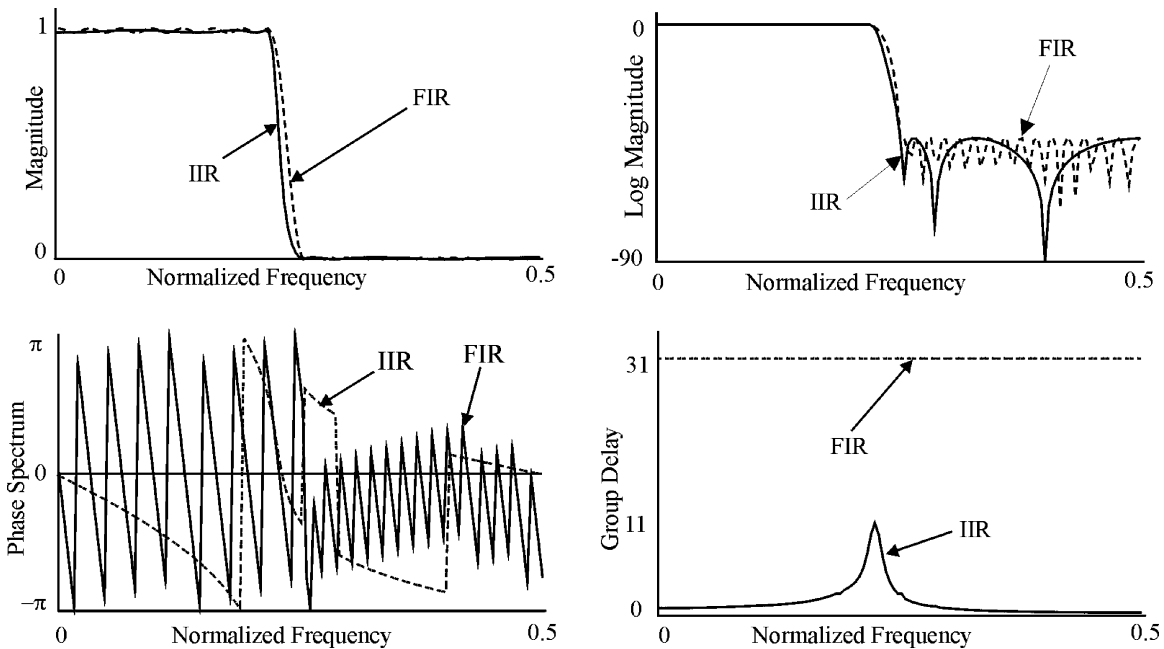 1
Magnitude
FIR
IIR
0
0
Normalized Frequency
0.5
0
Log Magnitude
FIR
IIR
-90
0
Normalized Frequency
0.5
π
Phase Spectrum
IIR
FIR
0
–π
0
Normalized Frequency
0.5
31
Group Delay
FIR
11
IIR
0
0
Normalized Frequency
0.5